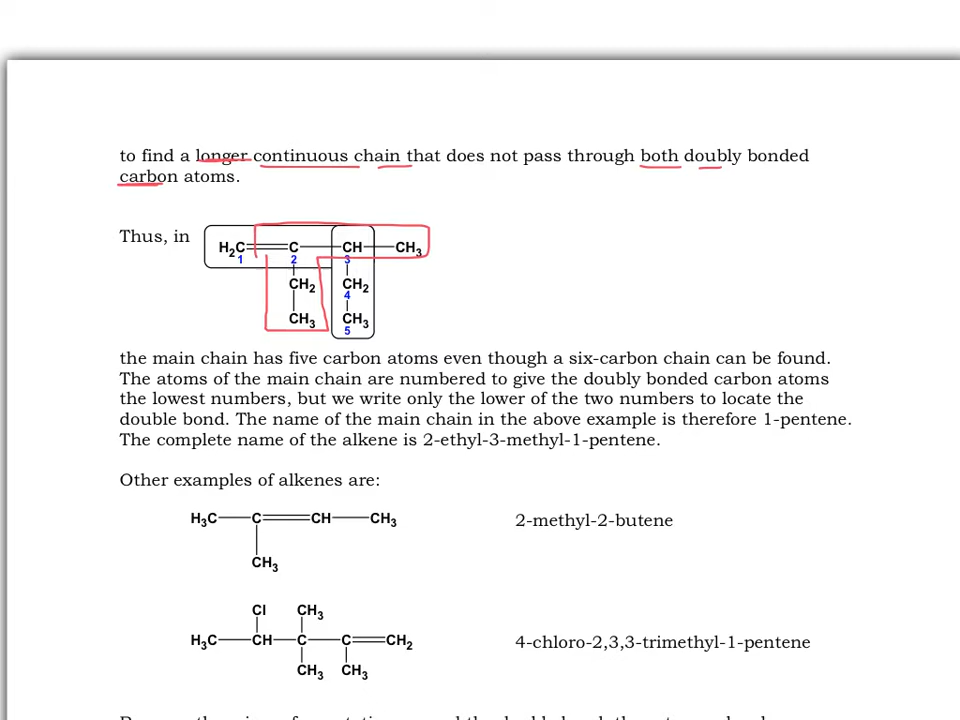 to find a longer continuous chain that does not pass through both doubly bonded
carbon atoms.
Thus, in
H2C C CH CH3
1 2 3
CH2 CH2
4
CH3 CH3
5
the main chain has five carbon atoms even though a six-carbon chain can be found.
The atoms of the main chain are numbered to give the doubly bonded carbon atoms
the lowest numbers, but we write only the lower of the two numbers to locate the
double bond. The name of the main chain in the above example is therefore 1-pentene.
The complete name of the alkene is 2-ethyl-3-methyl-1-pentene.
Other examples of alkenes are:
H3C C CH CH3 2-methyl-2-butene
CH3
Cl CH3
H3C CH C C CH2 4-chloro-2,3,3-trimethyl-1-pentene
CH3 CH3